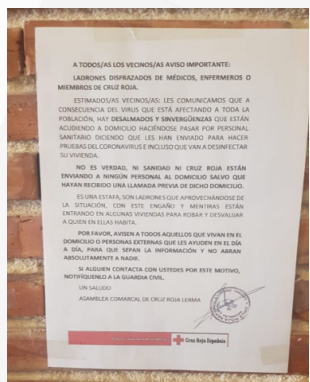 A TODOS/AS LOS VECINOS/AS AVISO IMPORTANTE:
LADRONES DISFRAZADOS DE MÉDICOS, ENFERMEROS O
MIEMBROS DE CRUZ ROJA.
ESTIMADOS/AS VECINOS/AS: LES COMUNICAMOS QUE A
CONSECUENCIA DEL VIRUS QUE ESTÁ AFECTANDO A TODA LA
POBLACIÓN, HAY DESALMADOS Y SINVERGÜENZAS QUE ESTÁN
ACUDIENDO A DOMICILIO HACIÉNDOSE PASAR POR PERSONAL
SANITARIO DICIENDO QUE LES HAN ENVIADO PARA HACER
PRUEBAS DEL CORONAVIRUS E INCLUSO QUE VAN A DESINFECTAR
SU VIVIENDA.
NO ES VERDAD, NI SANIDAD NI CRUZ ROJA ESTÁN
ENVIANDO A NINGÚN PERSONAL AL DOMICILIO SALVO QUE
HAYAN RECIBIDO UNA LLAMADA PREVIA DE DICHO DOMICILIO.
ES UNA ESTAFA, SON LADRONES QUE APROVECHÁNDOSE DE
LA SITUACIÓN, CON ESTE ENGAÑO Y MENTIRAS ESTÁN
ENTRANDO EN ALGUNAS VIVIENDAS PARA ROBAR Y DESVALIJAR
A QUIEN EN ELLAS HABITA.
POR FAVOR, AVISEN A TODOS AQUELLOS QUE VIVAN EN EL
DOMICILIO O PERSONAS EXTERNAS QUE LES AYUDEN EN EL DÍA
A DÍA, PARA QUE SEPAN LA INFORMACIÓN Y NO ABRAN
ABSOLUTAMENTE A NADIE.
SI ALGUIEN CONTACTA CON USTEDES POR ESTE MOTIVO,
NOTIFÍQUENLO A LA GUARDIA CIVIL.
UN SALUDO
ASAMBLEA COMARCAL DE CRUZ ROJA LERMA
Cruz Roja Española